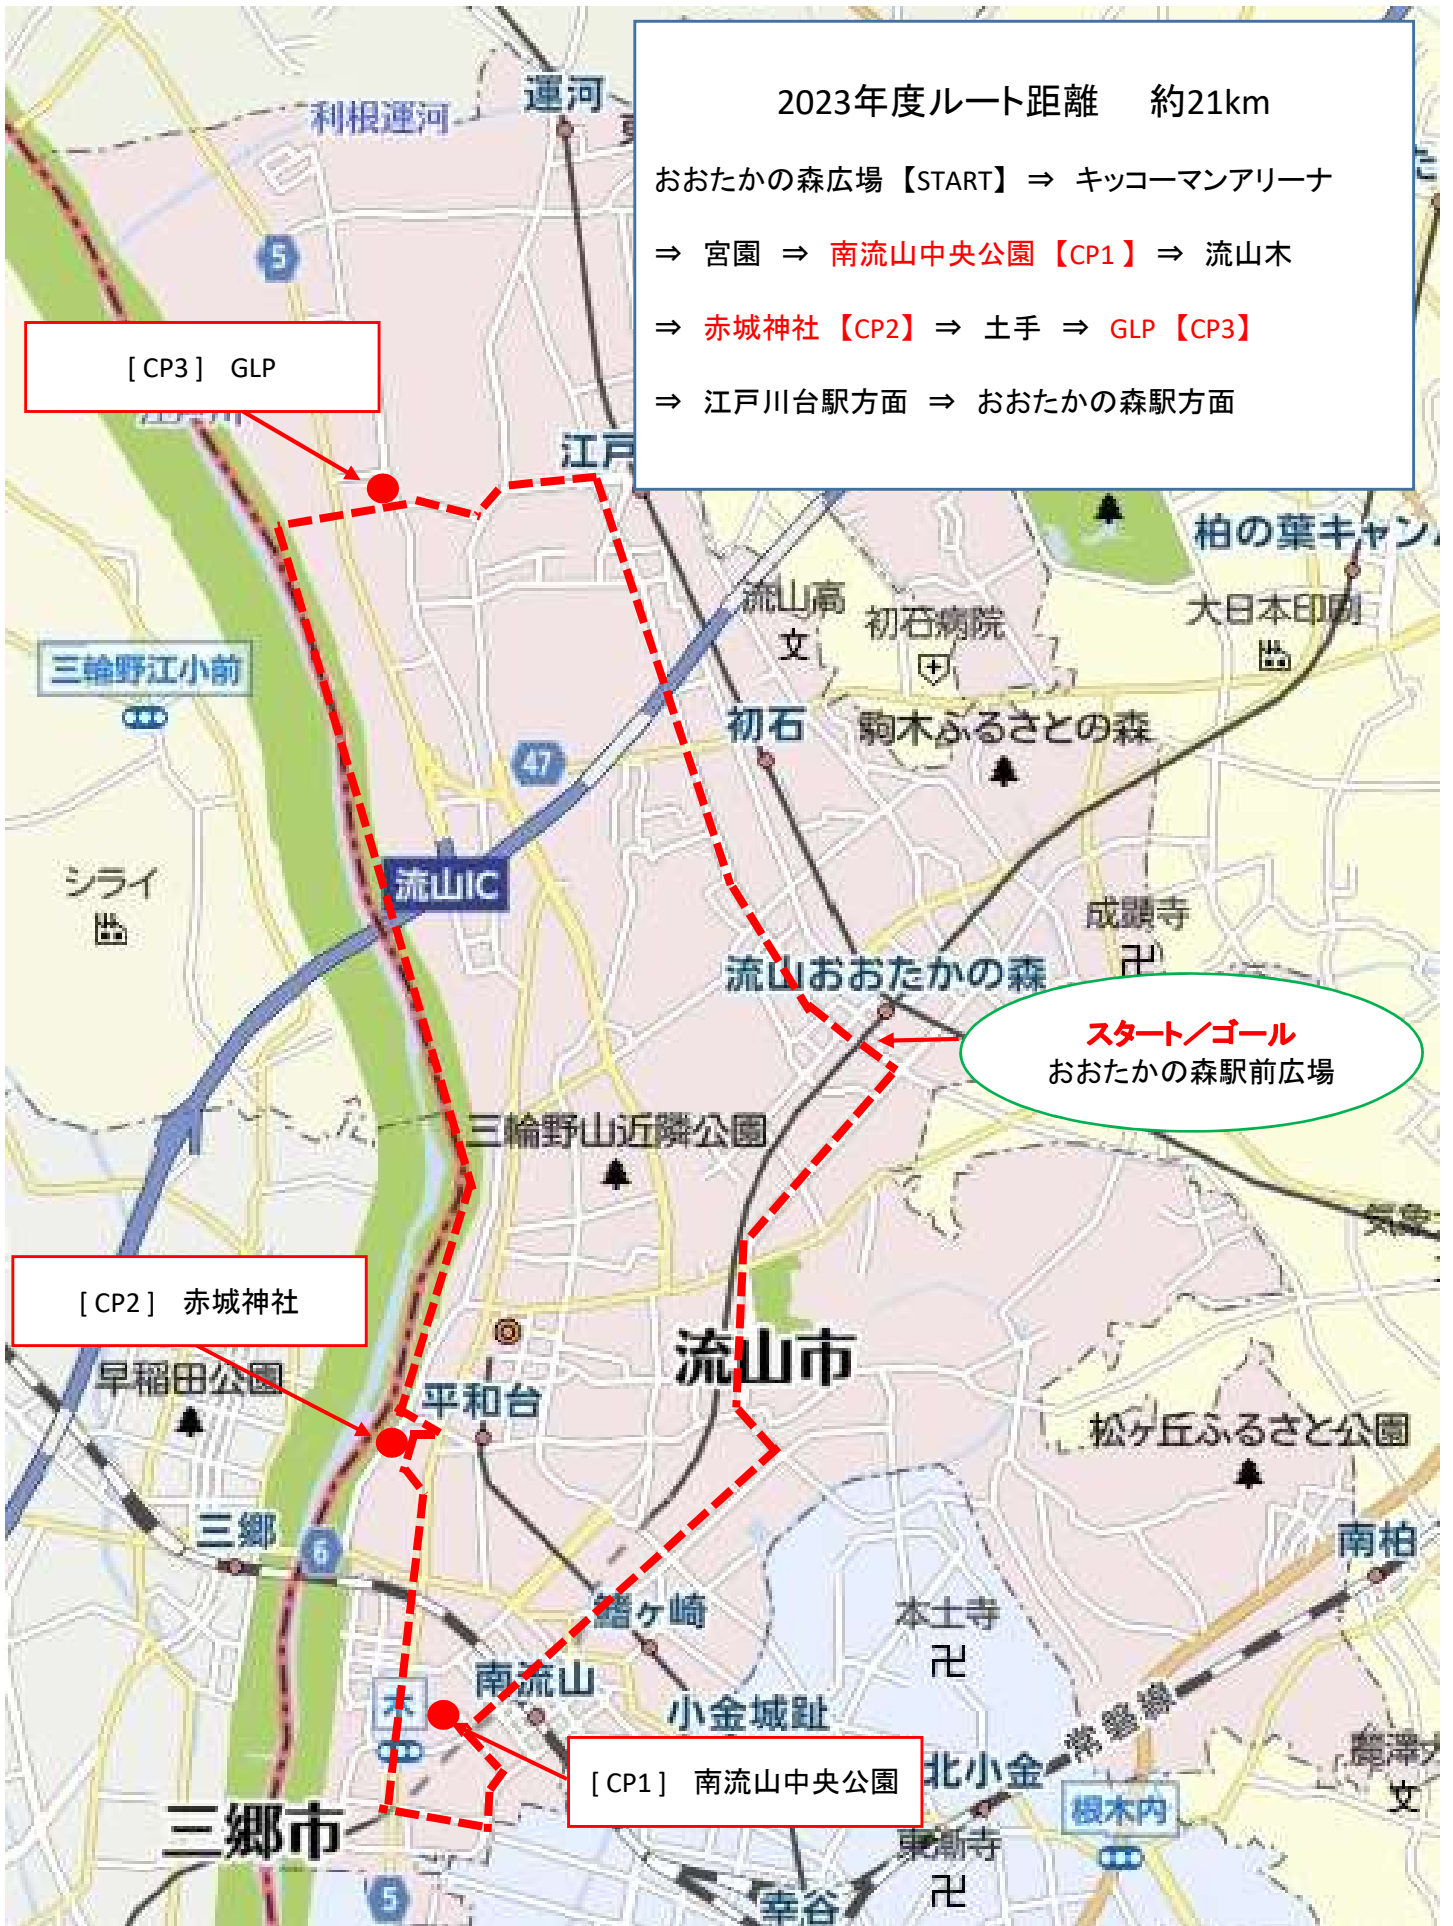 2023年度ルート距離　約21km
おおたかの森広場【START】 ⇒ キッコーマンアリーナ
⇒ 宮園 ⇒ 南流山中央公園【CP1 】 ⇒ 流山木
⇒ 赤城神社【CP2】 ⇒ 土手 ⇒ GLP【CP3】
⇒ 江戸川台駅方面 ⇒ おおたかの森駅方面
運河
利根運河
5
[ CP3 ]　GLP
江戸
柏の葉キャン
流山高
文
初石病院
大日本印刷
三輪野江小前
初石
駒木ふるさとの森
47
流山IC
シライ
成顕寺
流山おおたかの森
スタート／ゴール
おおたかの森駅前広場
三輪野山近隣公園
[ CP2 ]　赤城神社
流山市
早稲田公園
平和台
松ヶ丘ふるさと公園
三郷
6
南柏
鰭ヶ崎
本土寺
南流山
木
小金城趾
常磐線
[ CP1 ]　南流山中央公園
北小金
文
根木内
三郷市
東漸寺
5
幸谷